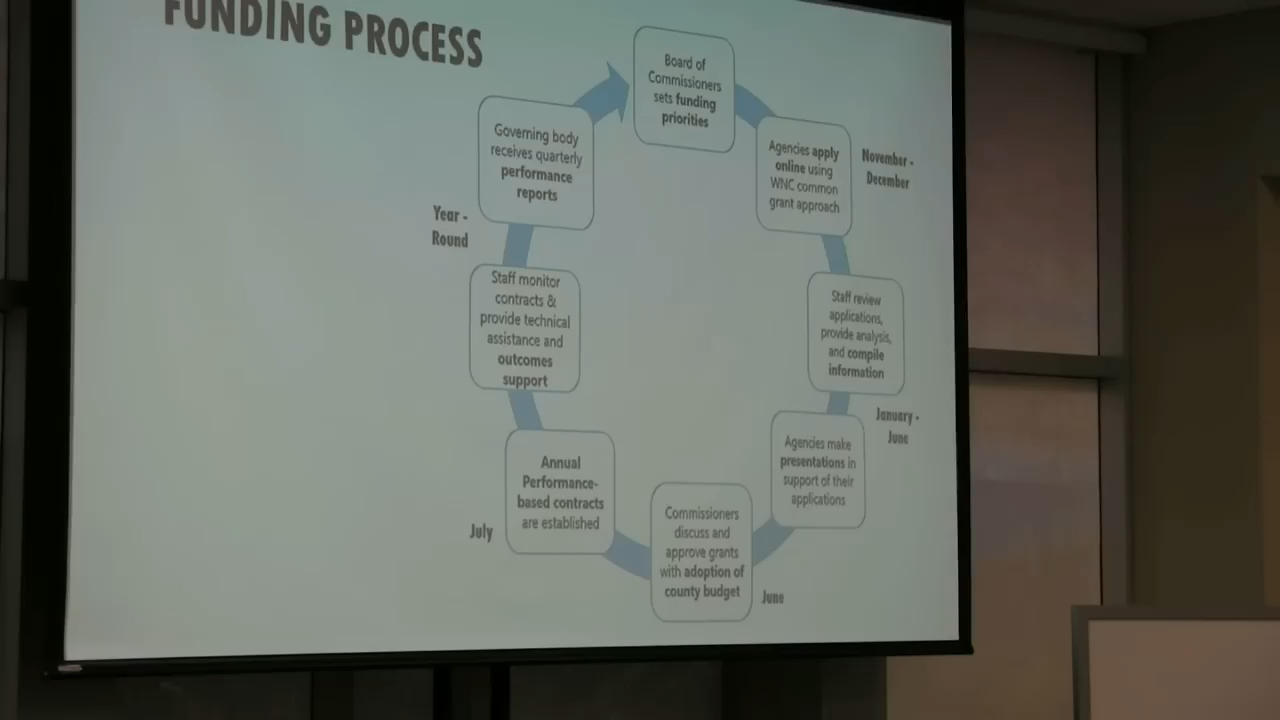 FUNDING PROCESS
Board of
Commissioners
sets funding
priorities
Agencies apply
online using
WNC common
grant approach
November -
December
Staff review
applications,
provide analysis,
and compile
information
January -
June
Agencies make
presentations in
support of their
applications
Commissioners
discuss and
approve grants
with adoption of
county budget
June
Annual
Performance-
based contracts
are established
July
Staff monitor
contracts &
provide technical
assistance and
outcomes
support
Year -
Round
Governing body
receives quarterly
performance
reports